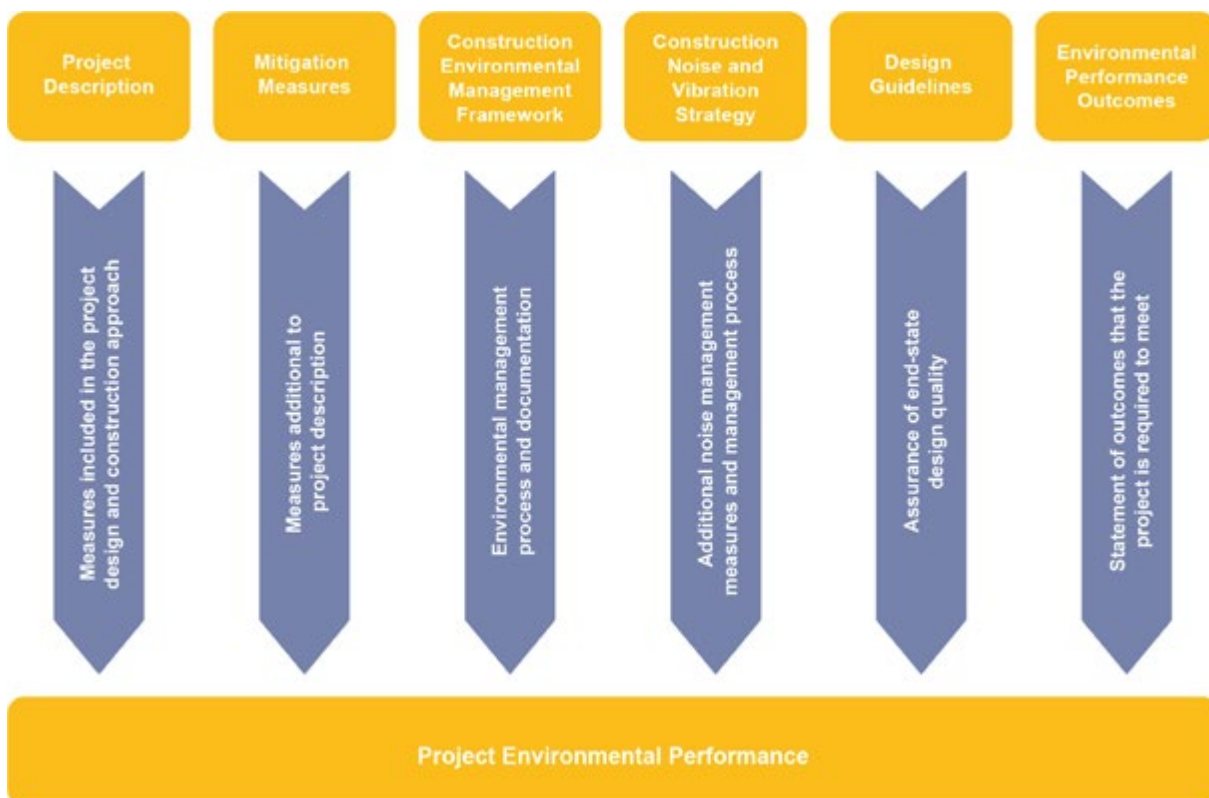 Project
Description
Mitigation
Measures
Construction
Environmental
Management
Framework
Construction
Noise and
Vibration
Strategy
Design
Guidelines
Environmental
Performance
Outcomes
Measures included in the project
design and construction approach
Measures additional to
project description
Environmental management
process and documentation
Additional noise management
measures and management process
Assurance of end-state
design quality
Statement of outcomes that the
project is required to meet
Project Environmental Performance